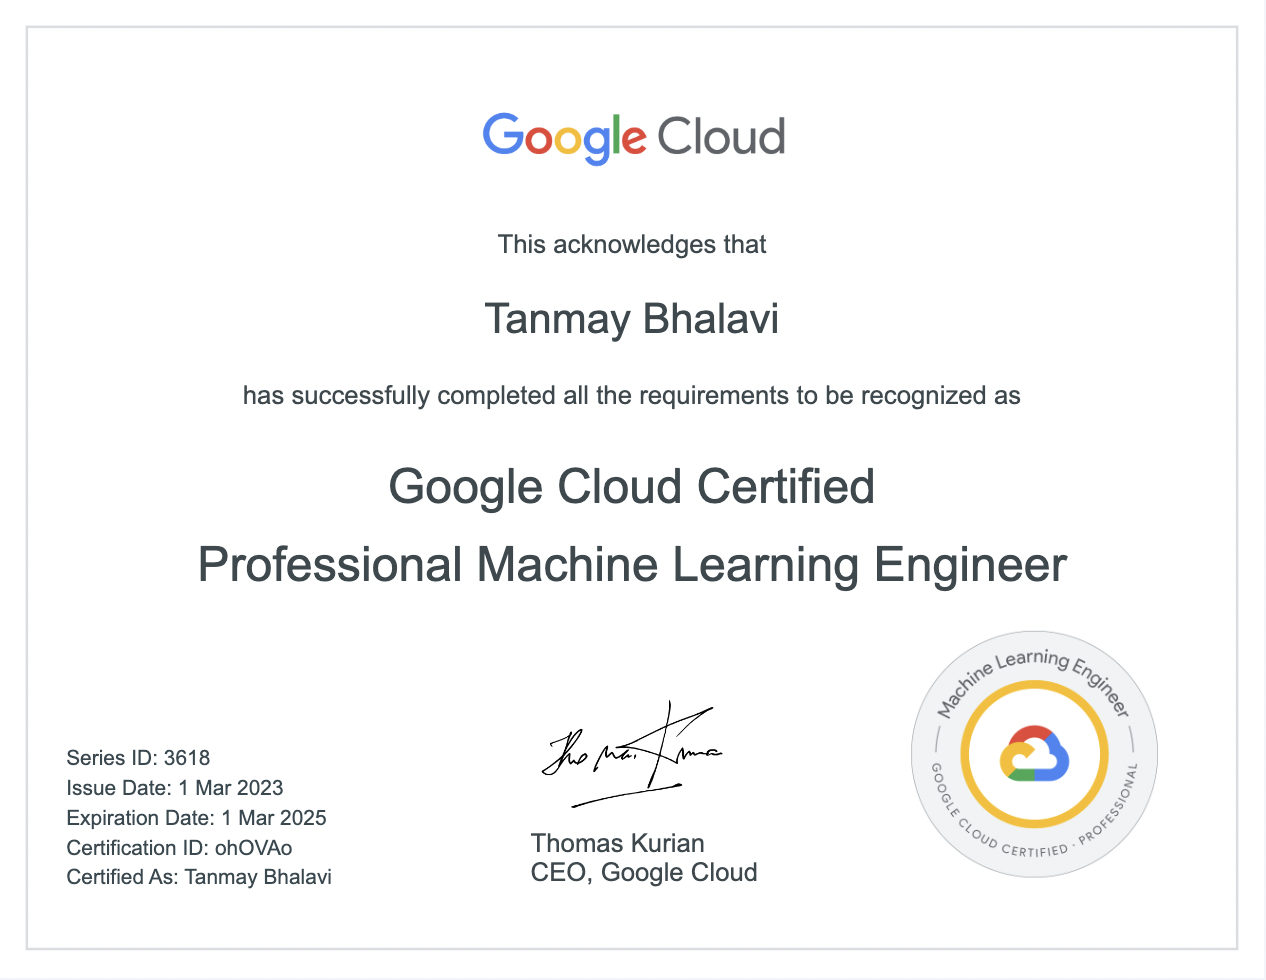 Google Cloud
This acknowledges that
Tanmay Bhalavi
has successfully completed all the requirements to be recognized as
Google Cloud Certified
Professional Machine Learning Engineer
Series ID: 3618
Issue Date: 1 Mar 2023
Expiration Date: 1 Mar 2025
Certification ID: ohOVAo
Certified As: Tanmay Bhalavi
Thomas Kurian
CEO, Google Cloud
Machine Learning Engineer
GOOGLE CLOUD CERTIFIED · PROFESSIONAL